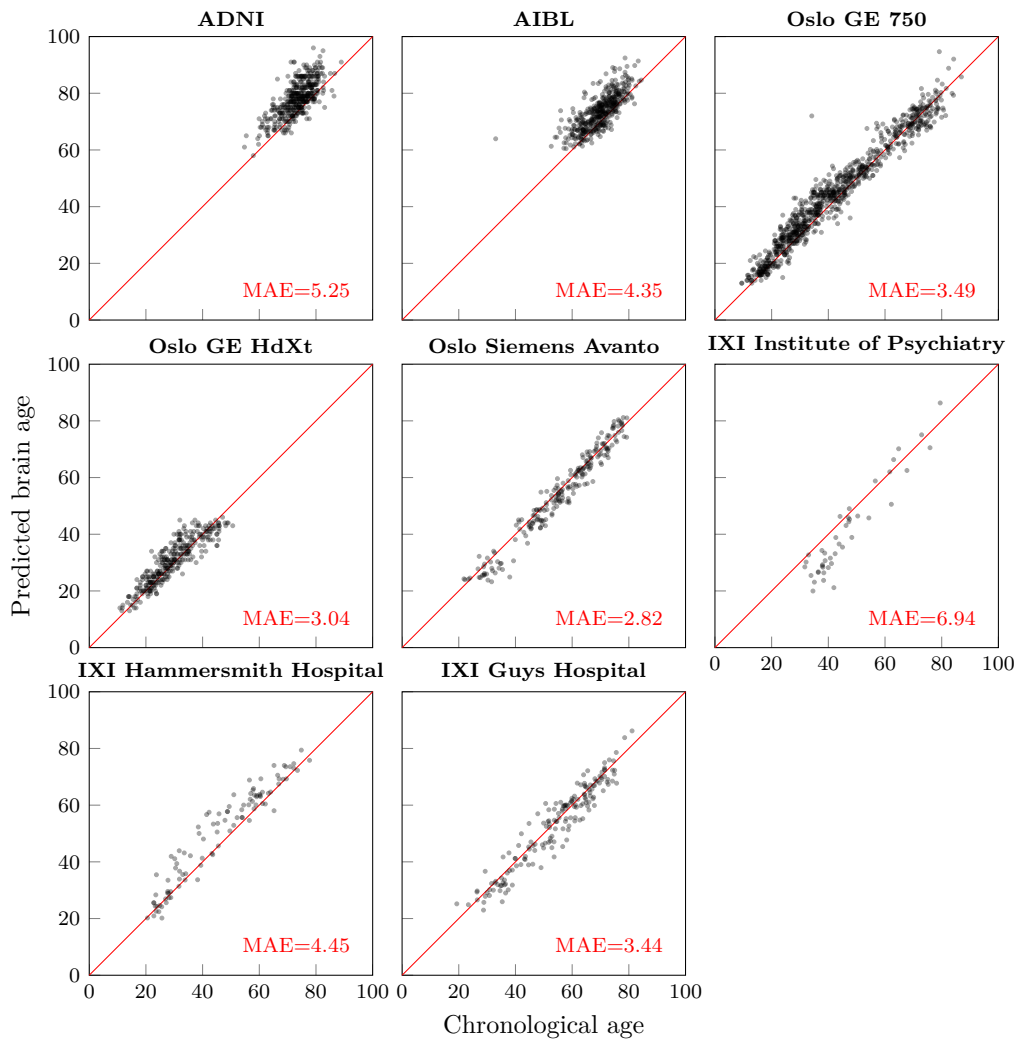 ADNI
AIBL
Oslo GE 750
100
80
60
40
20
0
MAE=5.25
MAE=4.35
MAE=3.49
Oslo GE HdXt
Oslo Siemens Avanto
IXI Institute of Psychiatry
100
80
60
40
20
0
MAE=3.04
MAE=2.82
MAE=6.94
0 20 40 60 80 100
Predicted brain age
IXI Hammersmith Hospital
IXI Guys Hospital
100
80
60
40
20
0
MAE=4.45
MAE=3.44
0 20 40 60 80 100
0 20 40 60 80 100
Chronological age